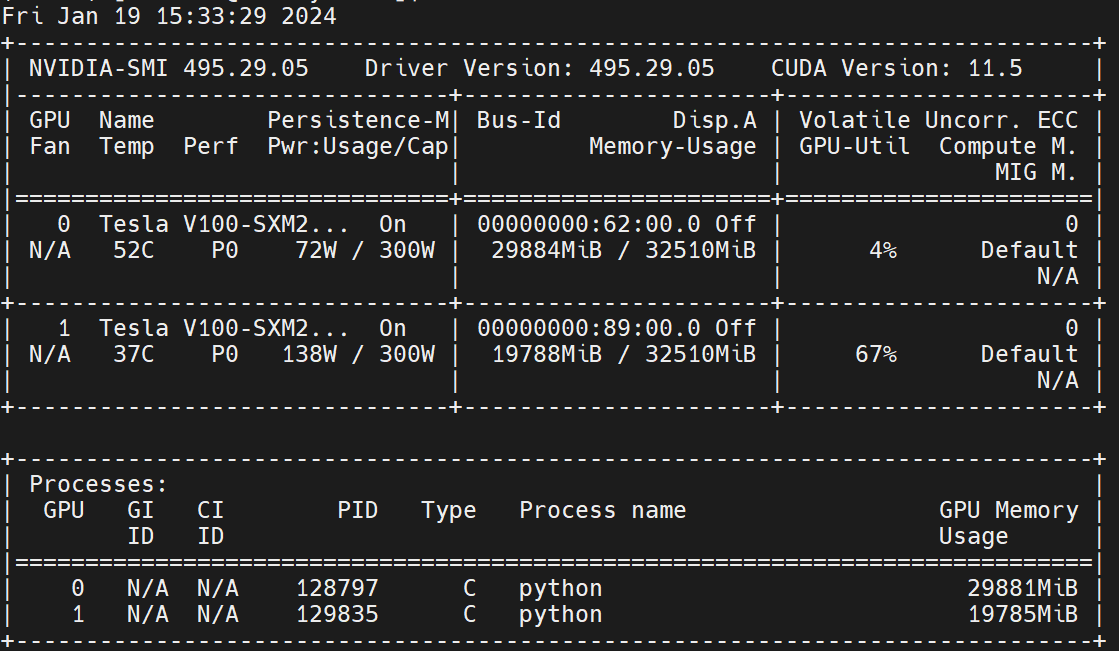 Fri Jan 19 15:33:29 2024
+-----------------------------------------------------------------------------+
| NVIDIA-SMI 495.29.05    Driver Version: 495.29.05    CUDA Version: 11.5     |
|-------------------------------+----------------------+----------------------+
| GPU  Name        Persistence-M| Bus-Id        Disp.A | Volatile Uncorr. ECC |
| Fan  Temp  Perf  Pwr:Usage/Cap|         Memory-Usage | GPU-Util  Compute M. |
|                               |                      |               MIG M. |
|===============================+======================+======================|
|   0  Tesla V100-SXM2...  On   | 00000000:62:00.0 Off |                    0 |
| N/A   52C    P0    72W / 300W |  29884MiB / 32510MiB |      4%      Default |
|                               |                      |                  N/A |
+-------------------------------+----------------------+----------------------+
|   1  Tesla V100-SXM2...  On   | 00000000:89:00.0 Off |                    0 |
| N/A   37C    P0   138W / 300W |  19788MiB / 32510MiB |     67%      Default |
|                               |                      |                  N/A |
+-------------------------------+----------------------+----------------------+

+-----------------------------------------------------------------------------+
| Processes:                                                                  |
|  GPU   GI   CI        PID   Type   Process name                  GPU Memory |
|        ID   ID                                                   Usage      |
|=============================================================================|
|    0   N/A  N/A    128797      C   python                          29881MiB |
|    1   N/A  N/A    129835      C   python                          19785MiB |
+-----------------------------------------------------------------------------+